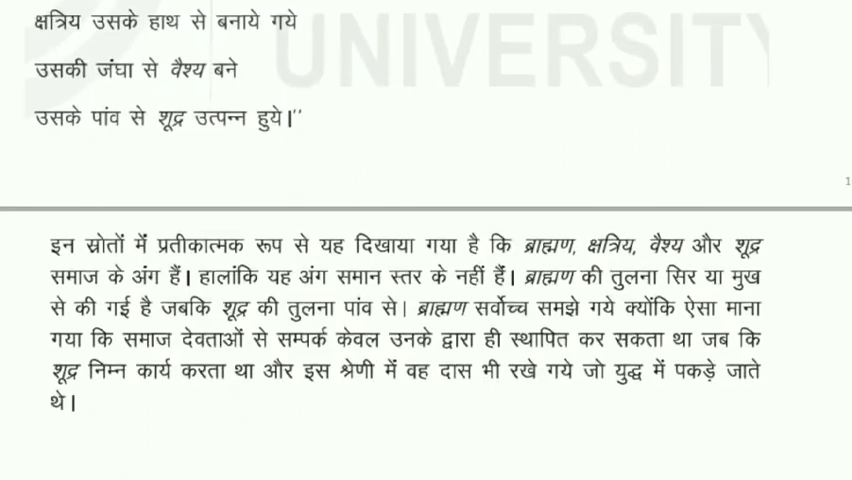 UNIVERSITY
क्षत्रिय उसके हाथ से बनाये गये
उसकी जंघा से वैश्य बने
उसके पांव से शूद्र उत्पन्न हुये।''
1
इन स्रोतों में प्रतीकात्मक रूप से यह दिखाया गया है कि ब्राह्मण, क्षत्रिय, वैश्य और शूद्र
समाज के अंग हैं। हालांकि यह अंग समान स्तर के नहीं हैं। ब्राह्मण की तुलना सिर या मुख
से की गई है जबकि शूद्र की तुलना पांव से। ब्राह्मण सर्वोच्च समझे गये क्योंकि ऐसा माना
गया कि समाज देवताओं से सम्पर्क केवल उनके द्वारा ही स्थापित कर सकता था जब कि
शूद्र निम्न कार्य करता था और इस श्रेणी में वह दास भी रखे गये जो युद्ध में पकड़े जाते
थे।